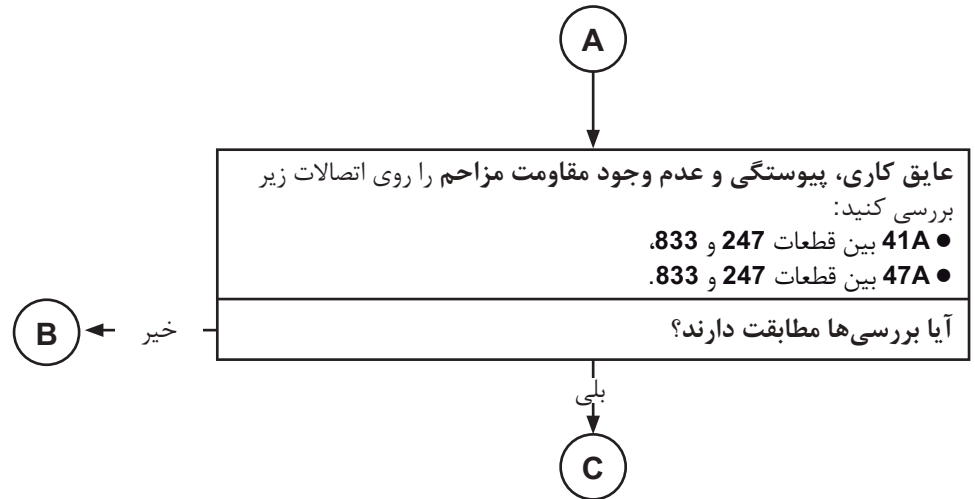 A
عایق کاری، پیوستگی و عدم وجود مقاومت مزاحم را روی اتصالات زیر
بررسی کنید:
● 41A بین قطعات 247 و 833،
● 47A بین قطعات 247 و 833.
آیا بررسی‌ها مطابقت دارند؟
خیر
B
بلی
C